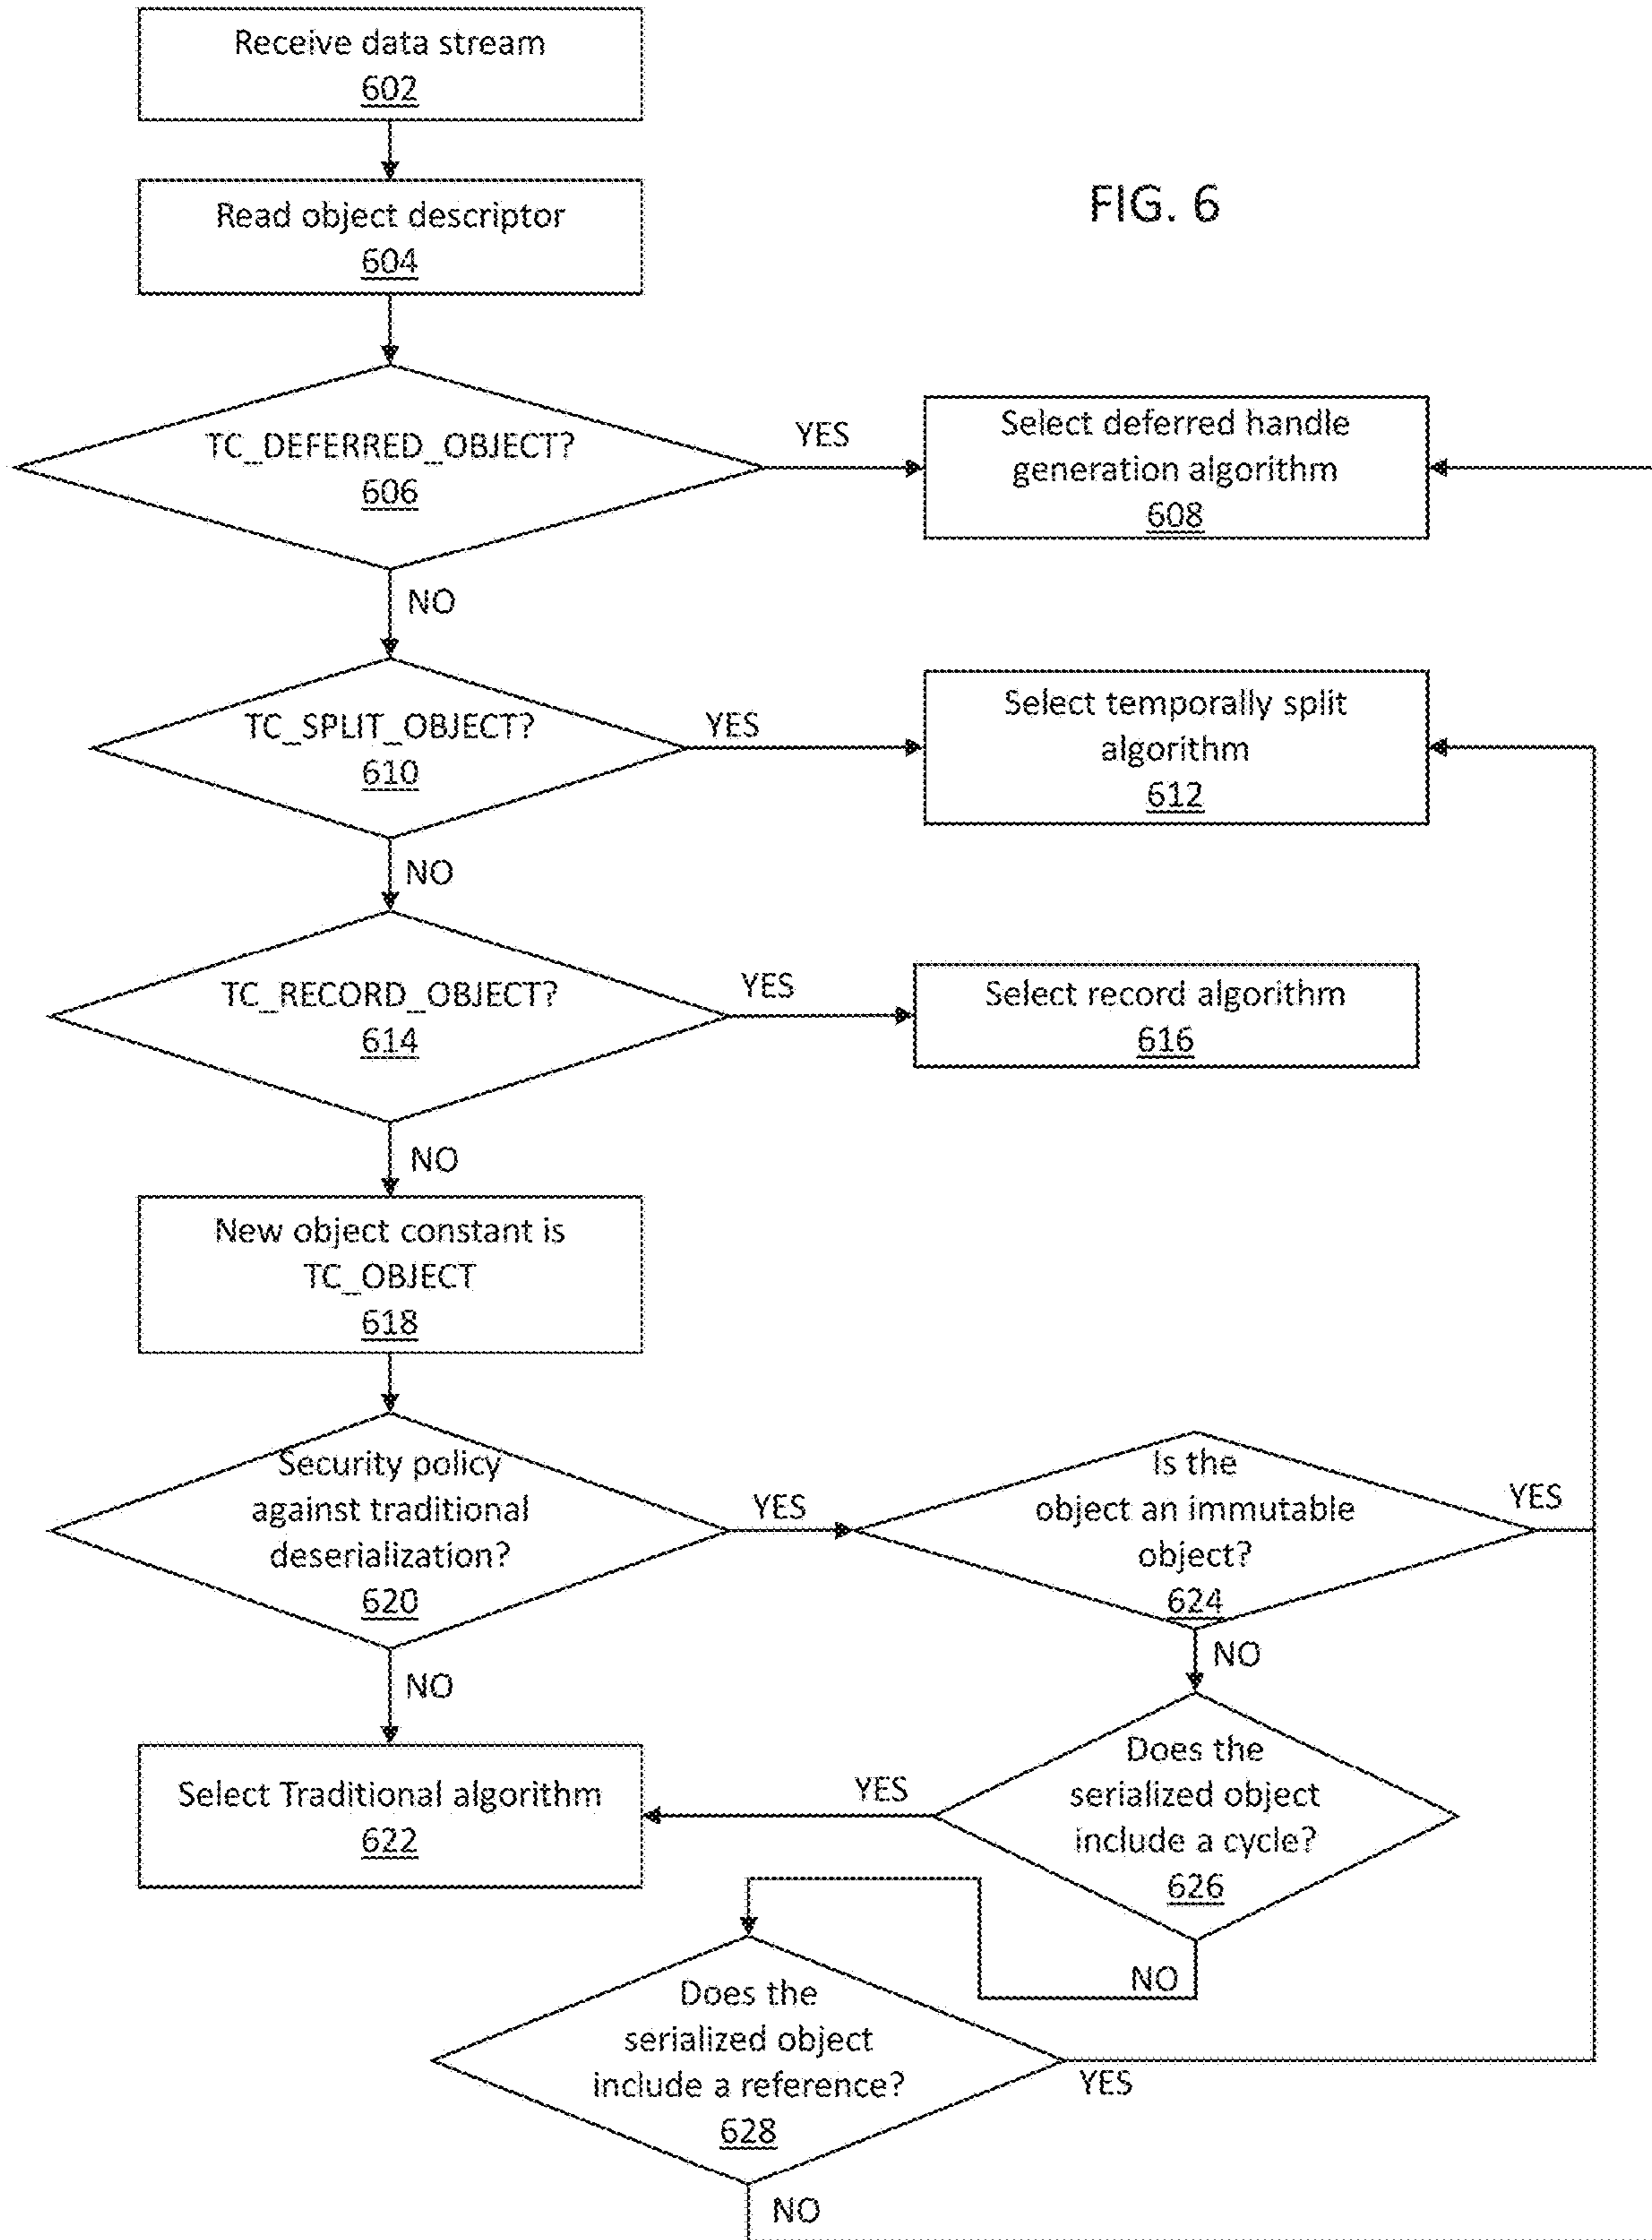 Receive data stream
602
FIG. 6
Read object descriptor
604
TC_DEFERRED_OBJECT?
606
YES
Select deferred handle
generation algorithm
608
NO
TC_SPLIT_OBJECT?
610
YES
Select temporally split
algorithm
612
NO
TC_RECORD_OBJECT?
614
YES
Select record algorithm
616
NO
New object constant is
TC_OBJECT
618
Security policy
against traditional
deserialization?
620
YES
Is the
object an immutable
object?
624
YES
NO
NO
Select Traditional algorithm
622
YES
Does the
serialized object
include a cycle?
626
NO
Does the
serialized object
include a reference?
628
YES
NO